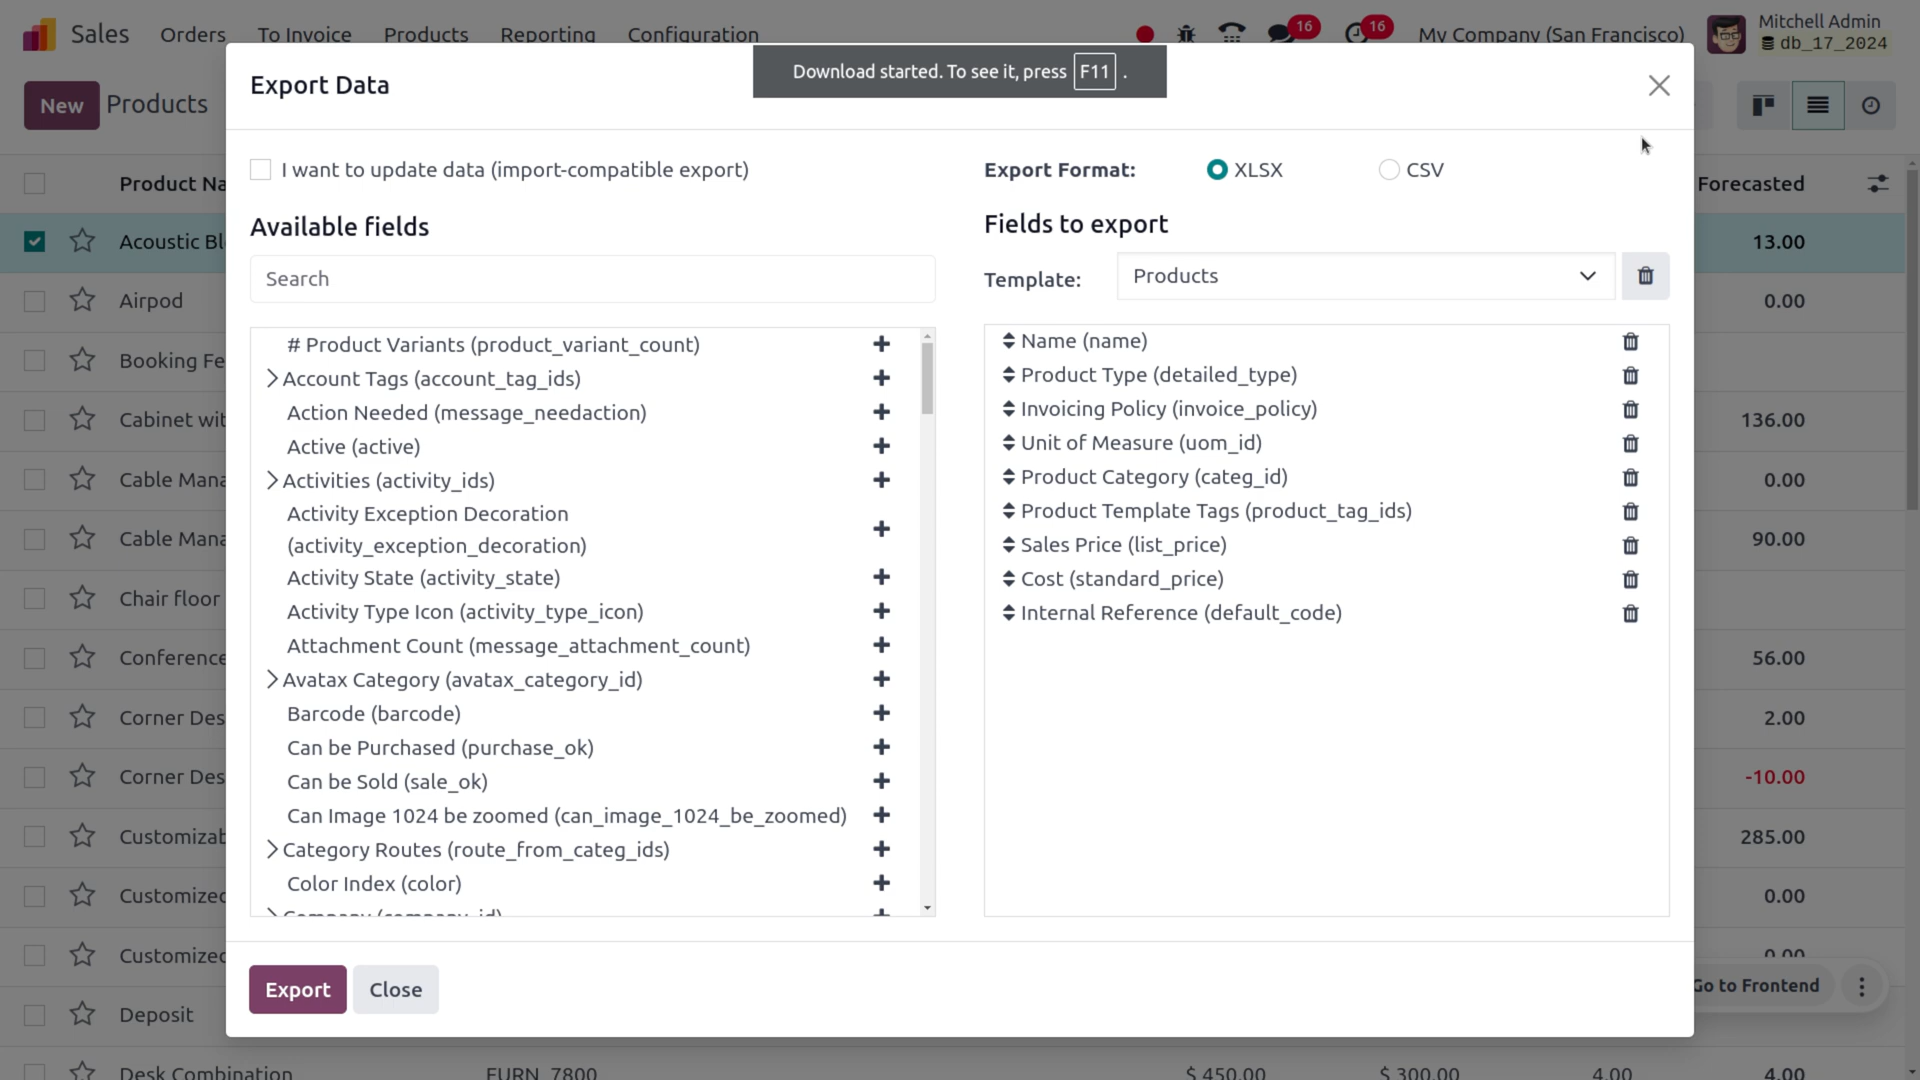 Sales Orders To Invoice Products Reporting Configuration 16 16 My Company (San Francisco) Mitchell Admin
db_17_2024
Download started. To see it, press F11 .
Export Data
New Products
I want to update data (import-compatible export) Export Format: XLSX CSV
Product Na Forecasted
Available fields Fields to export
Acoustic Bl 13.00
Search Template: Products
Airpod 0.00
# Product Variants (product_variant_count) Name (name)
Booking Fe
Account Tags (account_tag_ids) Product Type (detailed_type)
Action Needed (message_needaction) Invoicing Policy (invoice_policy)
Cabinet wit 136.00
Active (active) Unit of Measure (uom_id)
Cable Mana 0.00
Activities (activity_ids) Product Category (categ_id)
Activity Exception Decoration Product Template Tags (product_tag_ids)
(activity_exception_decoration) Sales Price (list_price)
Cable Mana 90.00
Activity State (activity_state) Cost (standard_price)
Chair floor
Activity Type Icon (activity_type_icon) Internal Reference (default_code)
Attachment Count (message_attachment_count)
Conference 56.00
Avatax Category (avatax_category_id)
Barcode (barcode)
Corner Des 2.00
Can be Purchased (purchase_ok)
Can be Sold (sale_ok)
Corner Des -10.00
Can Image 1024 be zoomed (can_image_1024_be_zoomed)
Customizab 285.00
Category Routes (route_from_categ_ids)
Color Index (color)
Customized 0.00
Company (company_id)
Customized 0.00
Export Close
Go to Frontend
Deposit
Desk Combination FURN_7800 $ 450.00 $ 300.00 4.00 4.00